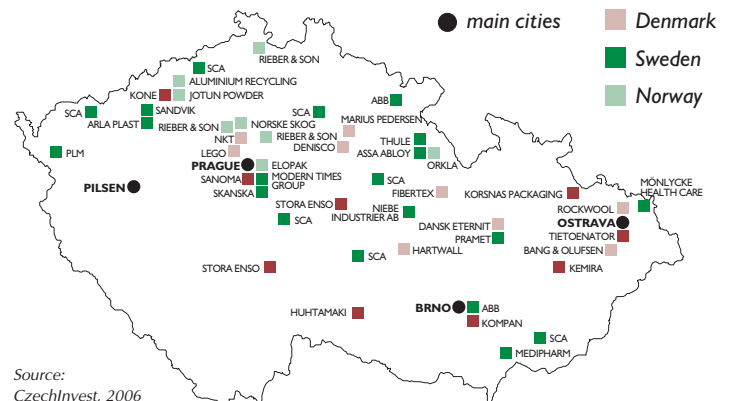 main cities
Denmark
Sweden
Norway
RIEBER & SON
SCA
ALUMINIUM RECYCLING
KONE
JOTUN POWDER
SCA
SANDVIK
ARLA PLAST
RIEBER & SON
NORSKE SKOG
SCA
ABB
MARIUS PEDERSEN
NKT
RIEBER & SON
DENISCO
THULE
ASSA ABLOY
ORKLA
PLM
LEGO
PRAGUE
ELOPAK
SANOMA
MODERN TIMES
GROUP
SKANSKA
PILSEN
SCA
FIBERTEX
KORSNAS PACKAGING
MÖNLYCKE
HEALTH CARE
STORA ENSO
NIEBE
INDUSTRIER AB
SCA
ROCKWOOL
OSTRAVA
DANSK ETERNIT
PRAMET
TIETOENATOR
HARTWALL
BANG & OLUFSEN
SCA
STORA ENSO
KEMIRA
HUHTAMAKI
BRNO
ABB
KOMPAN
SCA
MEDIPHARM
Source:
CzechInvest, 2006